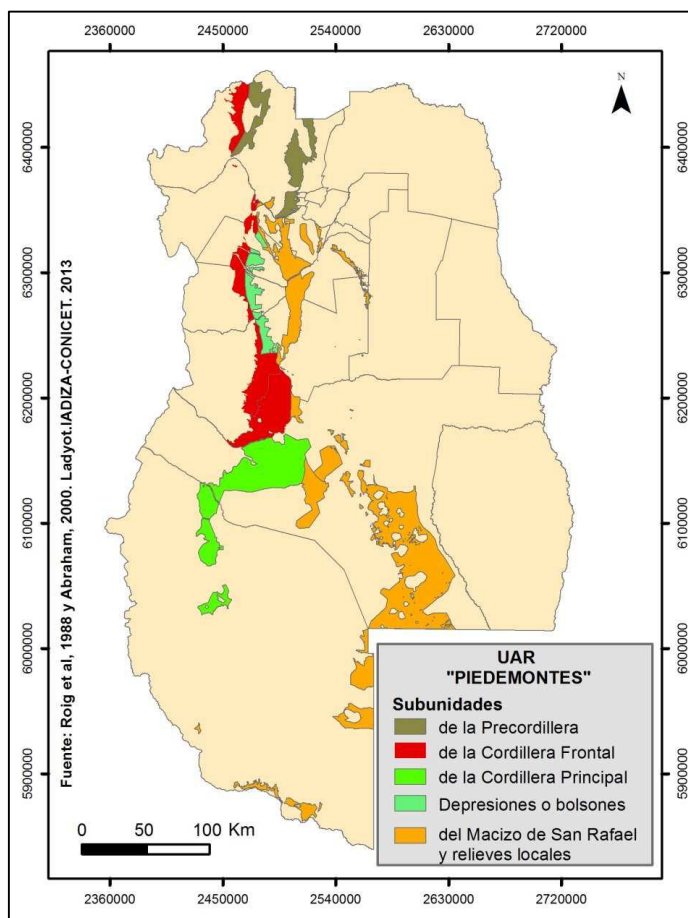 2360000 2450000 2540000 2630000 2720000
N
6400000 6400000
6300000 6300000
6200000 6200000
6100000 6100000
6000000 6000000
5900000 5900000
Fuente: Roig et al, 1988 y Abraham, 2000. Ladyot.IADIZA-CONICET. 2013
UAR
"PIEDEMONTES"
Subunidades
de la Precordillera
de la Cordillera Frontal
de la Cordillera Principal
Depresiones o bolsones
del Macizo de San Rafael
y relieves locales
0 50 100 Km
2360000 2450000 2540000 2630000 2720000